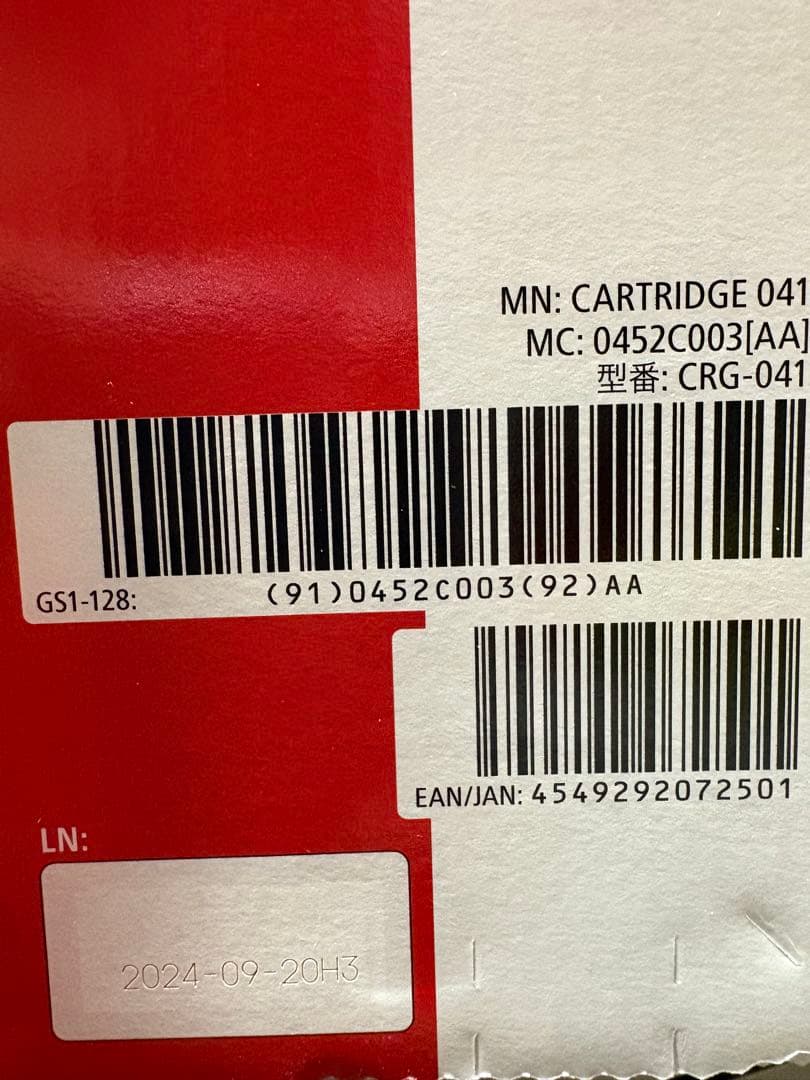 MN: CARTRIDGE 041
MC: 0452C003[AA]
型番: CRG-041
GS1-128: (91)0452C003(92)AA
EAN/JAN: 4549292072501
LN:
2024-09-20H3